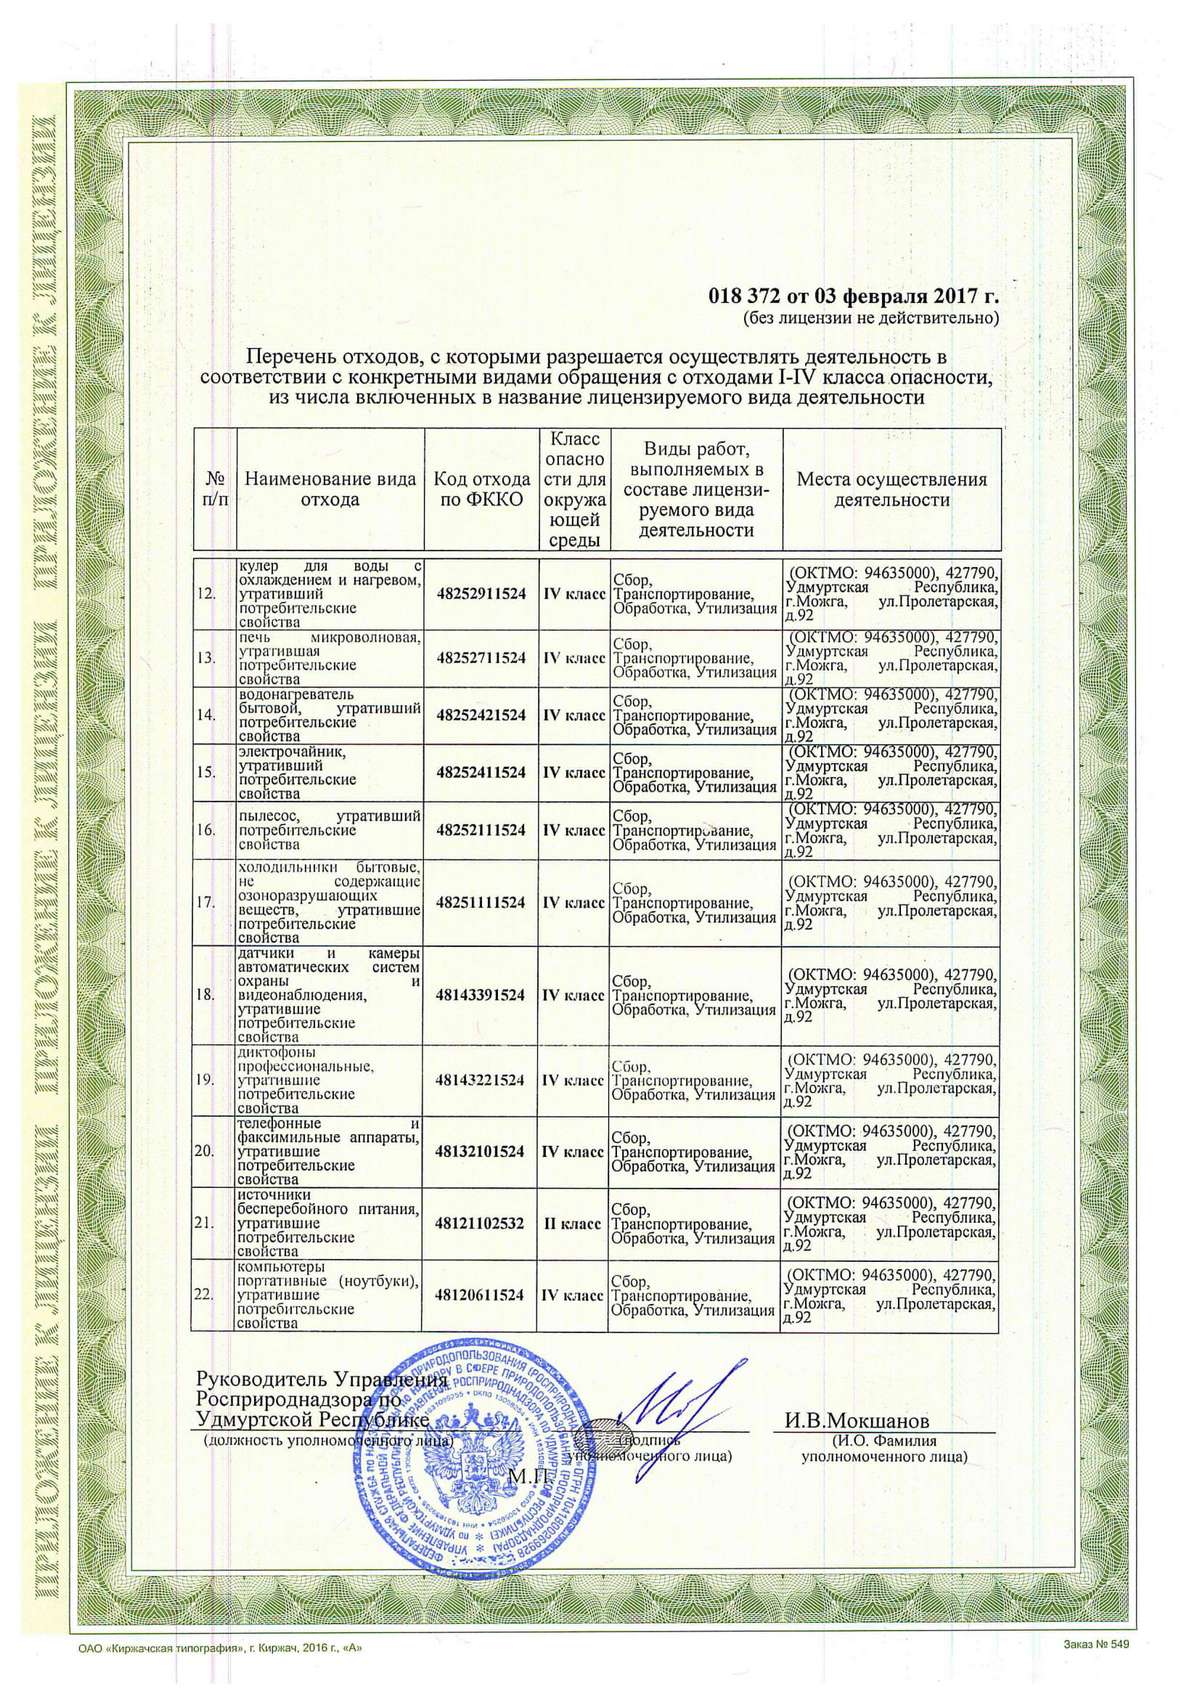 ПРИЛОЖЕНИЕ К ЛИЦЕНЗИИ ПРИЛОЖЕНИЕ К ЛИЦЕНЗИИ ПРИЛОЖЕНИЕ К ЛИЦЕНЗИИ
018 372 от 03 февраля 2017 г.
(без лицензии не действительно)
Перечень отходов, с которыми разрешается осуществлять деятельность в
соответствии с конкретными видами обращения с отходами I-IV класса опасности,
из числа включенных в название лицензируемого вида деятельности
№
п/п
Наименование вида
отхода
Код отхода
по ФККО
Класс
опасно
сти для
окружа
ющей
среды
Виды работ,
выполняемых в
составе лицензи-
руемого вида
деятельности
Места осуществления
деятельности
12.
кулер для воды с
охлаждением и нагревом,
утративший
потребительские
свойства
48252911524
IV класс
Сбор,
Транспортирование,
Обработка, Утилизация
(ОКТМО: 94635000), 427790,
Удмуртская Республика,
г.Можга, ул.Пролетарская,
д.92
13.
печь микроволновая,
утратившая
потребительские
свойства
48252711524
IV класс
Сбор,
Транспортирование,
Обработка, Утилизация
(ОКТМО: 94635000), 427790,
Удмуртская Республика,
г.Можга, ул.Пролетарская,
д.92
14.
водонагреватель
бытовой, утративший
потребительские
свойства
48252421524
IV класс
Сбор,
Транспортирование,
Обработка, Утилизация
(ОКТМО: 94635000), 427790,
Удмуртская Республика,
г.Можга, ул.Пролетарская,
д.92
15.
электрочайник,
утративший
потребительские
свойства
48252411524
IV класс
Сбор,
Транспортирование,
Обработка, Утилизация
(ОКТМО: 94635000), 427790,
Удмуртская Республика,
г.Можга, ул.Пролетарская,
д.92
16.
пылесос, утративший
потребительские
свойства
48252111524
IV класс
Сбор,
Транспортирование,
Обработка, Утилизация
(ОКТМО: 94635000), 427790,
Удмуртская Республика,
г.Можга, ул.Пролетарская,
д.92
17.
холодильники бытовые,
не содержащие
озоноразрушающих
веществ, утратившие
потребительские
свойства
48251111524
IV класс
Сбор,
Транспортирование,
Обработка, Утилизация
(ОКТМО: 94635000), 427790,
Удмуртская Республика,
г.Можга, ул.Пролетарская,
д.92
18.
датчики и камеры
автоматических систем
охраны и
видеонаблюдения,
утратившие
потребительские
свойства
48143391524
IV класс
Сбор,
Транспортирование,
Обработка, Утилизация
(ОКТМО: 94635000), 427790,
Удмуртская Республика,
г.Можга, ул.Пролетарская,
д.92
19.
диктофоны
профессиональные,
утратившие
потребительские
свойства
48143221524
IV класс
Сбор,
Транспортирование,
Обработка, Утилизация
(ОКТМО: 94635000), 427790,
Удмуртская Республика,
г.Можга, ул.Пролетарская,
д.92
20.
телефонные и
факсимильные аппараты,
утратившие
потребительские
свойства
48132101524
IV класс
Сбор,
Транспортирование,
Обработка, Утилизация
(ОКТМО: 94635000), 427790,
Удмуртская Республика,
г.Можга, ул.Пролетарская,
д.92
21.
источники
бесперебойного питания,
утратившие
потребительские
свойства
48121102532
II класс
Сбор,
Транспортирование,
Обработка, Утилизация
(ОКТМО: 94635000), 427790,
Удмуртская Республика,
г.Можга, ул.Пролетарская,
д.92
22.
компьютеры
портативные (ноутбуки),
утратившие
потребительские
свойства
48120611524
IV класс
Сбор,
Транспортирование,
Обработка, Утилизация
(ОКТМО: 94635000), 427790,
Удмуртская Республика,
г.Можга, ул.Пролетарская,
д.92
Руководитель Управления
Росприроднадзора по
Удмуртской Республике
(должность уполномоченного лица)
(подпись
уполномоченного лица)
И.В.Мокшанов
(И.О. Фамилия
уполномоченного лица)
М.П.
ОАО «Киржачская типография», г. Киржач, 2016 г., «А»
Заказ № 549